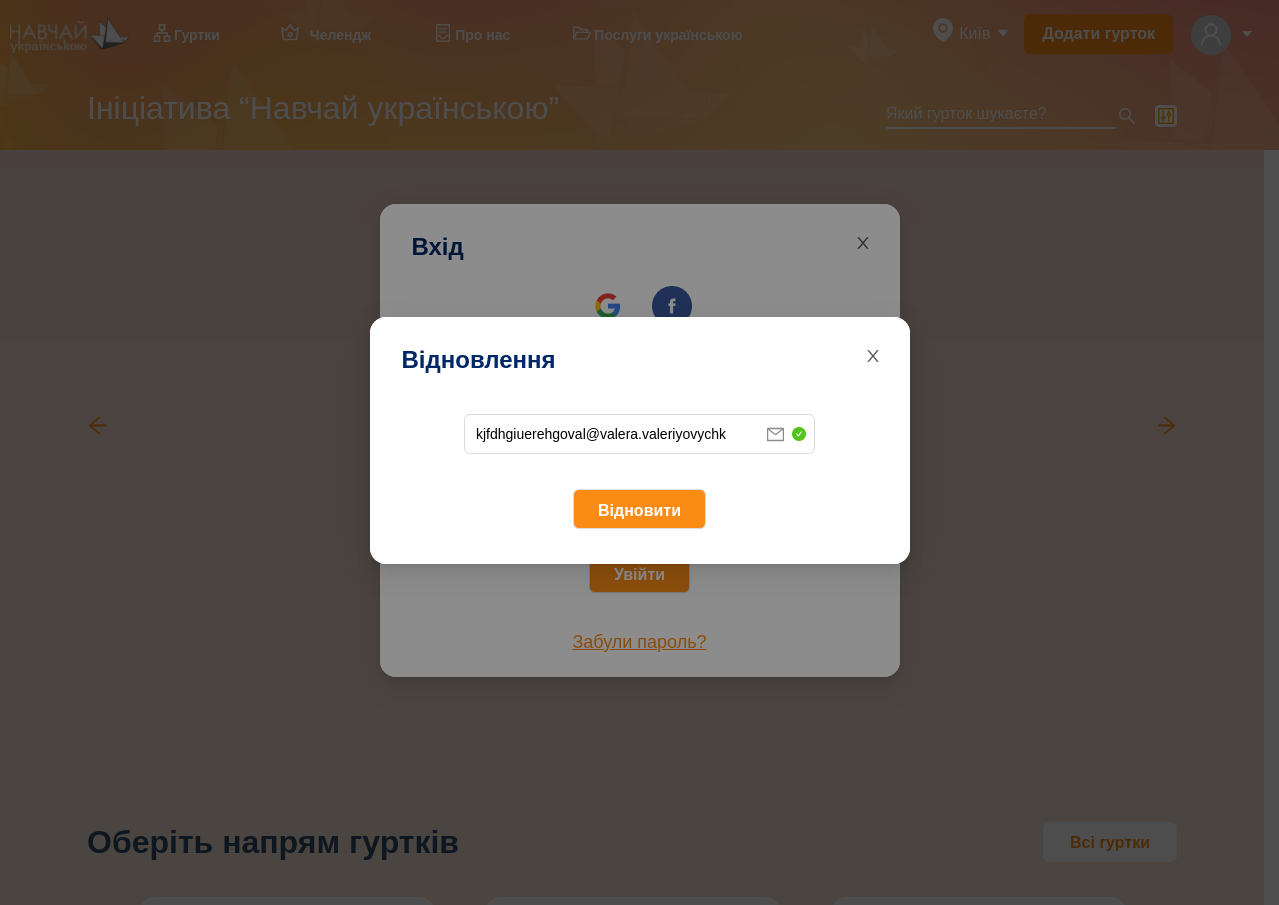 НАВЧАЙ
українською
Гуртки
Челендж
Про нас
Послуги українською
Київ
Додати гурток
Ініціатива “Навчай українською”
Який гурток шукаєте?
Вхід
Відновлення
kjfdhgiuerehgoval@valera.valeriyovychk
Відновити
Увійти
Забули пароль?
Оберіть напрям гуртків
Всі гуртки